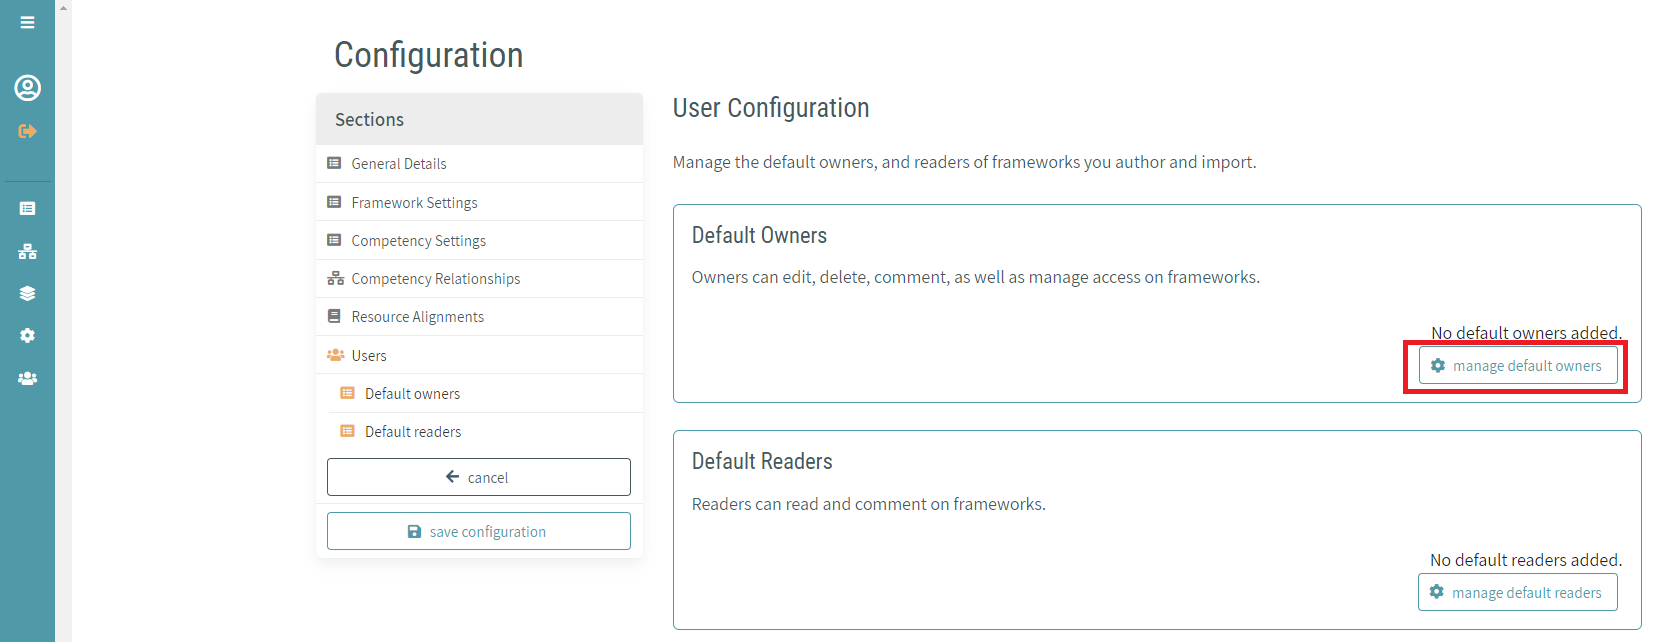 Configuration
Sections
General Details
Framework Settings
Competency Settings
Competency Relationships
Resource Alignments
Users
Default owners
Default readers
cancel
save configuration
User Configuration
Manage the default owners, and readers of frameworks you author and import.
Default Owners
Owners can edit, delete, comment, as well as manage access on frameworks.
No default owners added.
manage default owners
Default Readers
Readers can read and comment on frameworks.
No default readers added.
manage default readers